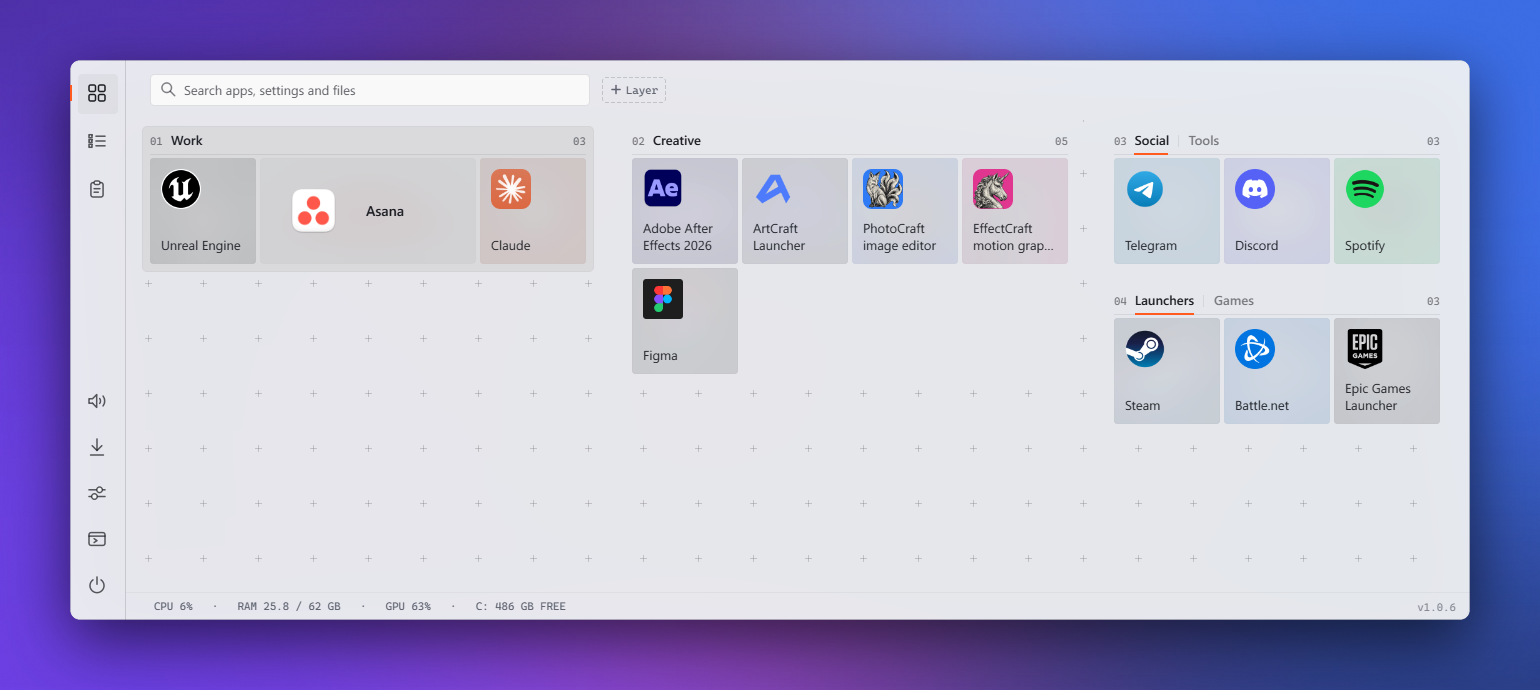 Search apps, settings and files
+ Layer
01 Work 03
Unreal Engine
Asana
Claude
02 Creative 05
Ae
Adobe After
Effects 2026
ArtCraft
Launcher
PhotoCraft
image editor
EffectCraft
motion grap...
Figma
03 Social Tools 03
Telegram
Discord
Spotify
04 Launchers Games 03
Steam
Battle.net
EPIC
GAMES
Epic Games
Launcher
CPU 6% · RAM 25.8 / 62 GB · GPU 63% · C: 486 GB FREE
v1.0.6